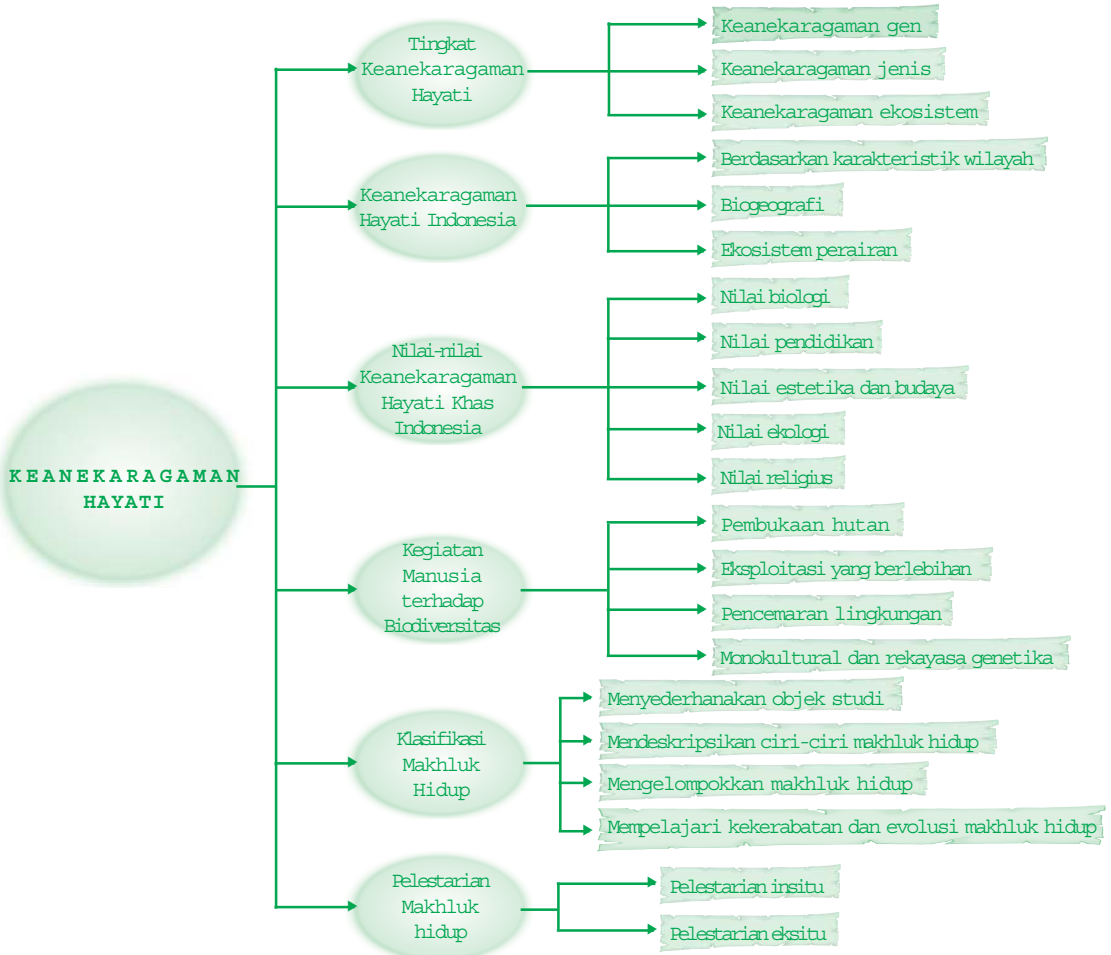 KEANEKARAGAMAN
HAYATI
Tingkat
Keanekaragaman
Hayati
Keanekaragaman gen
Keanekaragaman jenis
Keanekaragaman ekosistem
Keanekaragaman
Hayati Indonesia
Berdasarkan karakteristik wilayah
Biogeografi
Ekosistem perairan
Nilai-nilai
Keanekaragaman
Hayati Khas
Indonesia
Nilai biologi
Nilai pendidikan
Nilai estetika dan budaya
Nilai ekologi
Nilai religius
Kegiatan
Manusia
terhadap
Biodiversitas
Pembukaan hutan
Eksploitasi yang berlebihan
Pencemaran lingkungan
Monokultural dan rekayasa genetika
Klasifikasi
Makhluk
Hidup
Menyederhanakan objek studi
Mendeskripsikan ciri-ciri makhluk hidup
Mengelompokkan makhluk hidup
Mempelajari kekerabatan dan evolusi makhluk hidup
Pelestarian
Makhluk
hidup
Pelestarian insitu
Pelestarian eksitu